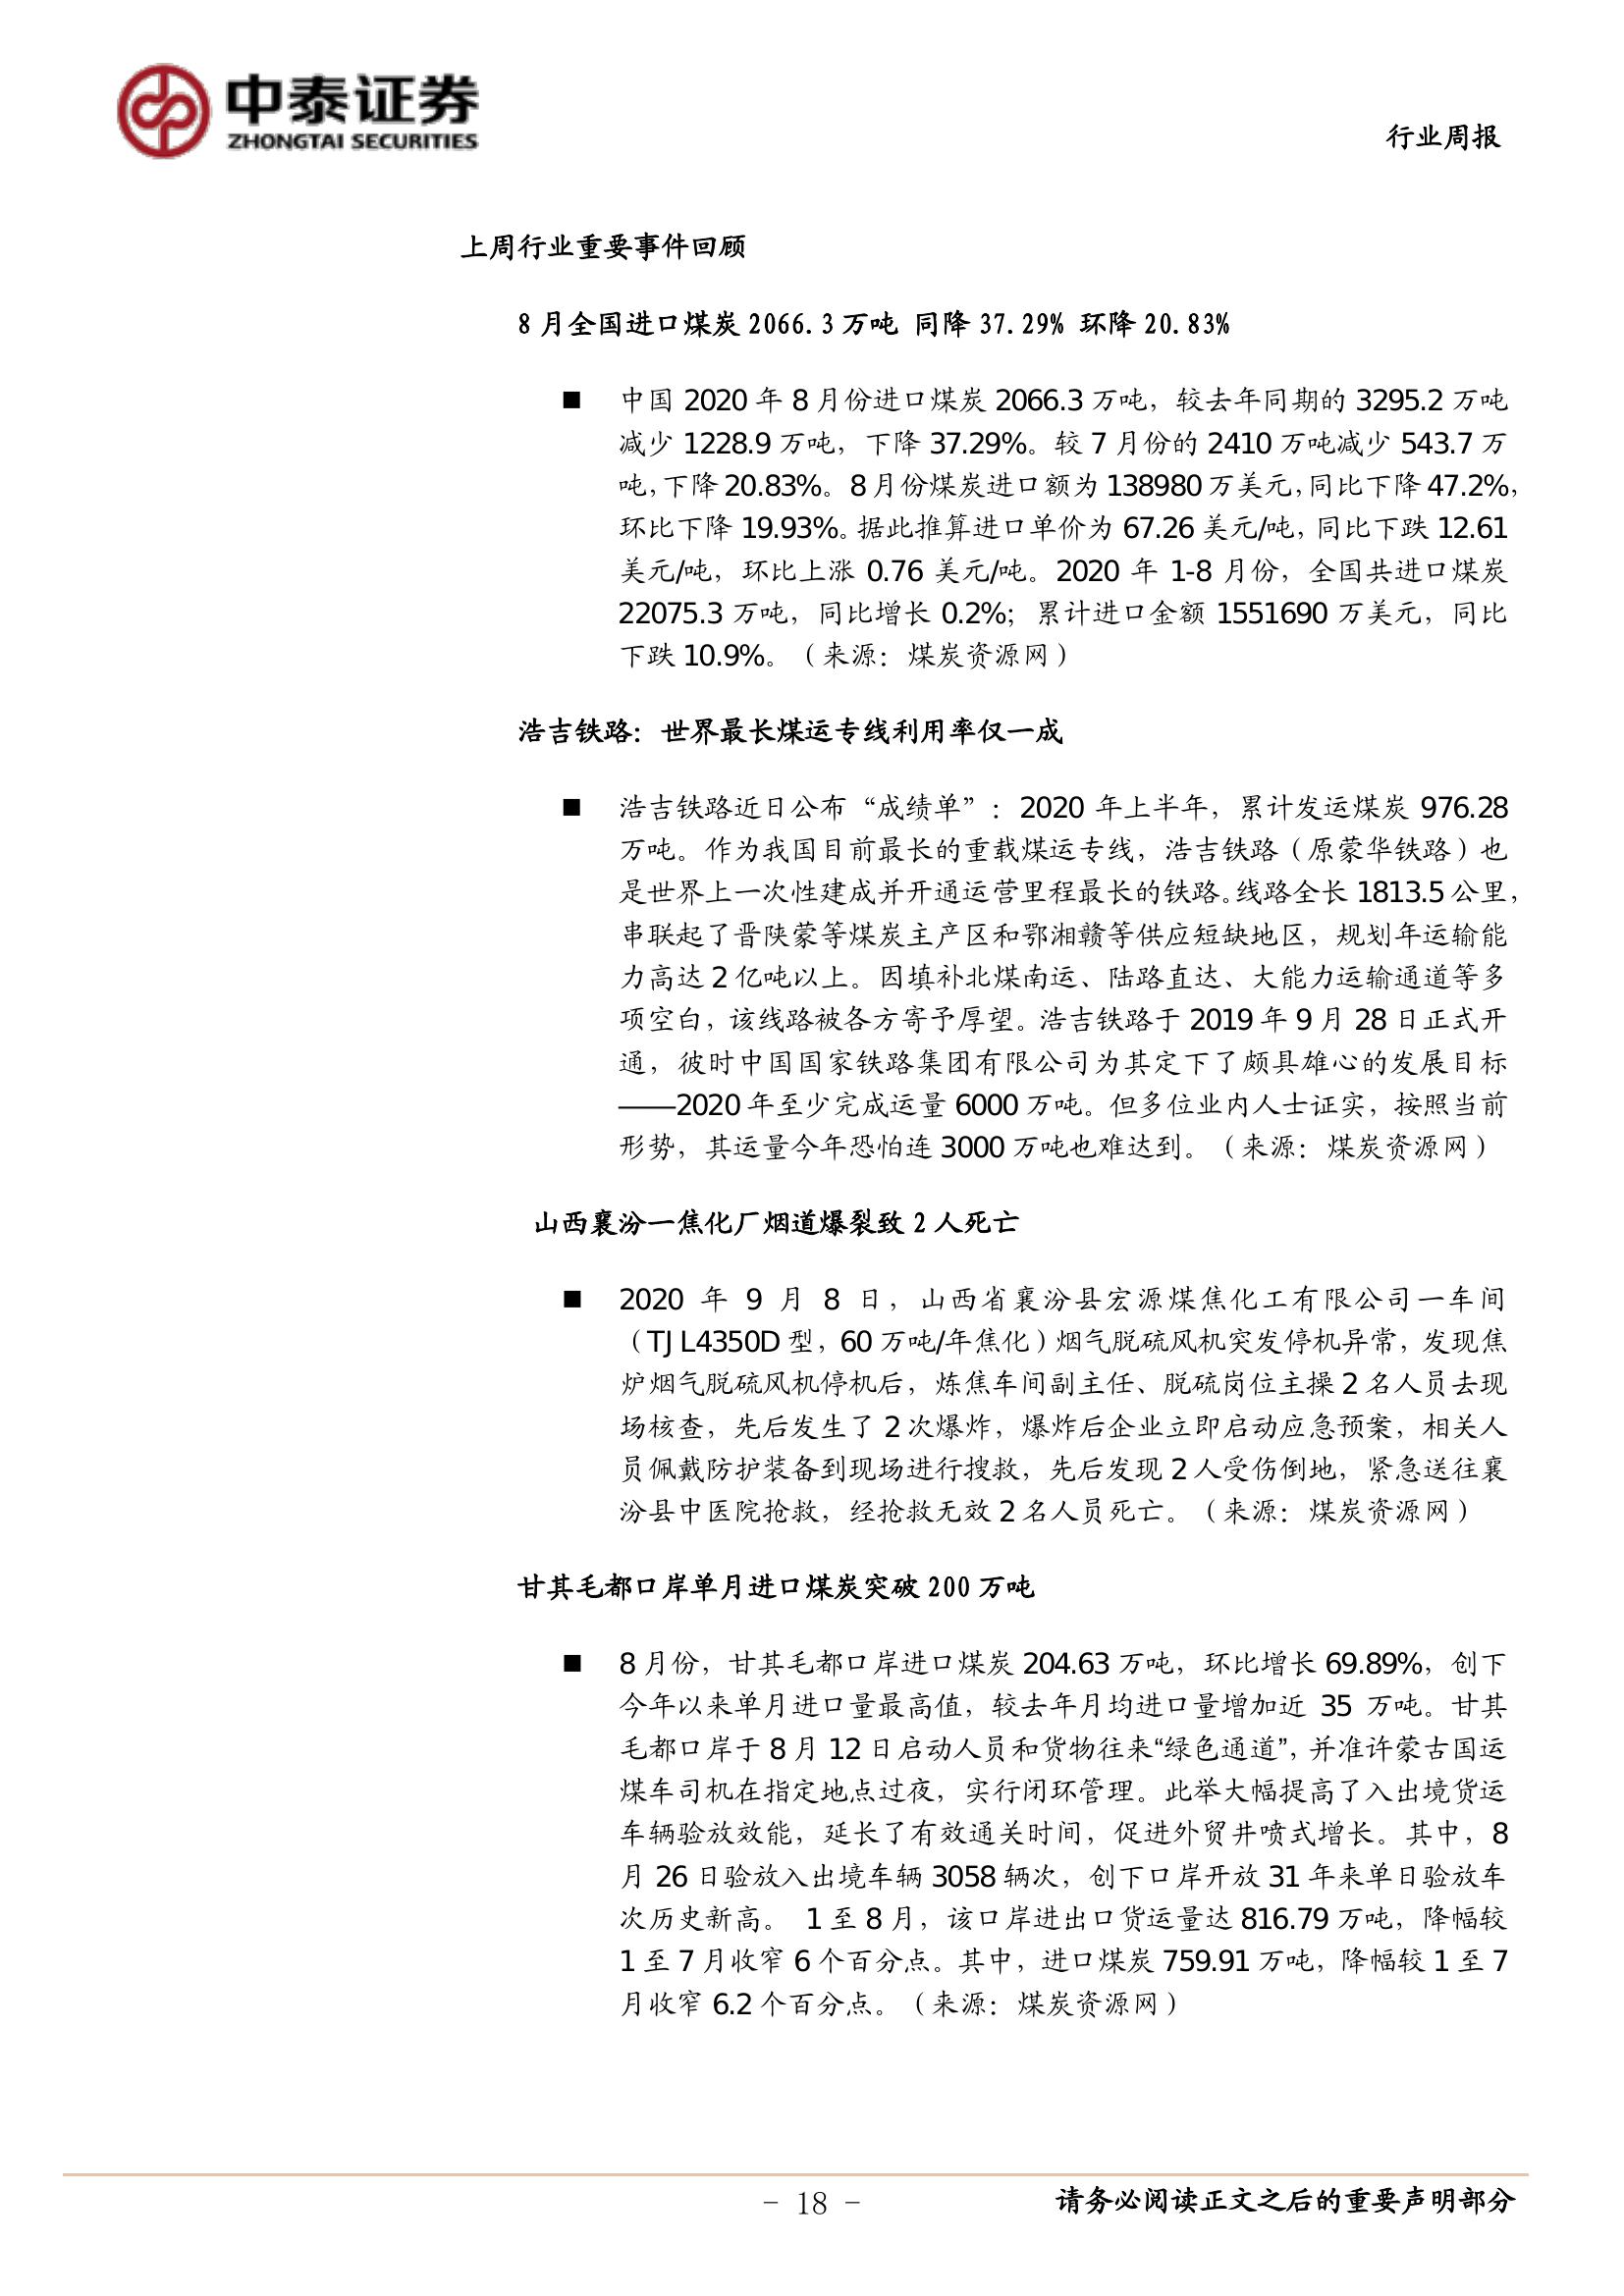 中泰证券
ZHONGTAI SECURITIES
行业周报
上周行业重要事件回顾
8 月全国进口煤炭 2066.3 万吨 同降 37.29% 环降 20.83%
■ 中国 2020 年 8 月份进口煤炭 2066.3 万吨，较去年同期的 3295.2 万吨
减少 1228.9 万吨，下降 37.29%。较 7 月份的 2410 万吨减少 543.7 万
吨，下降 20.83%。8 月份煤炭进口额为 138980 万美元，同比下降 47.2%，
环比下降 19.93%。据此推算进口单价为 67.26 美元/吨，同比下跌 12.61
美元/吨，环比上涨 0.76 美元/吨。2020 年 1-8 月份，全国共进口煤炭
22075.3 万吨，同比增长 0.2%；累计进口金额 1551690 万美元，同比
下跌 10.9%。（来源：煤炭资源网）
浩吉铁路：世界最长煤运专线利用率仅一成
■ 浩吉铁路近日公布“成绩单”：2020 年上半年，累计发运煤炭 976.28
万吨。作为我国目前最长的重载煤运专线，浩吉铁路（原蒙华铁路）也
是世界上一次性建成并开通运营里程最长的铁路。线路全长 1813.5 公里，
串联起了晋陕蒙等煤炭主产区和鄂湘赣等供应短缺地区，规划年运输能
力高达 2 亿吨以上。因填补北煤南运、陆路直达、大能力运输通道等多
项空白，该线路被各方寄予厚望。浩吉铁路于 2019 年 9 月 28 日正式开
通，彼时中国国家铁路集团有限公司为其定下了颇具雄心的发展目标
——2020 年至少完成运量 6000 万吨。但多位业内人士证实，按照当前
形势，其运量今年恐怕连 3000 万吨也难达到。（来源：煤炭资源网）
山西襄汾一焦化厂烟道爆裂致 2 人死亡
■ 2020 年 9 月 8 日，山西省襄汾县宏源煤焦化工有限公司一车间
（TJL4350D 型，60 万吨/年焦化）烟气脱硫风机突发停机异常，发现焦
炉烟气脱硫风机停机后，炼焦车间副主任、脱硫岗位主操 2 名人员去现
场核查，先后发生了 2 次爆炸，爆炸后企业立即启动应急预案，相关人
员佩戴防护装备到现场进行搜救，先后发现 2 人受伤倒地，紧急送往襄
汾县中医院抢救，经抢救无效 2 名人员死亡。（来源：煤炭资源网）
甘其毛都口岸单月进口煤炭突破 200 万吨
■ 8 月份，甘其毛都口岸进口煤炭 204.63 万吨，环比增长 69.89%，创下
今年以来单月进口量最高值，较去年月均进口量增加近 35 万吨。甘其
毛都口岸于 8 月 12 日启动人员和货物往来“绿色通道”，并准许蒙古国运
煤车司机在指定地点过夜，实行闭环管理。此举大幅提高了入出境货运
车辆验放效能，延长了有效通关时间，促进外贸井喷式增长。其中，8
月 26 日验放入出境车辆 3058 辆次，创下口岸开放 31 年来单日验放车
次历史新高。 1 至 8 月，该口岸进出口货运量达 816.79 万吨，降幅较
1 至 7 月收窄 6 个百分点。其中，进口煤炭 759.91 万吨，降幅较 1 至 7
月收窄 6.2 个百分点。（来源：煤炭资源网）
- 18 -
请务必阅读正文之后的重要声明部分